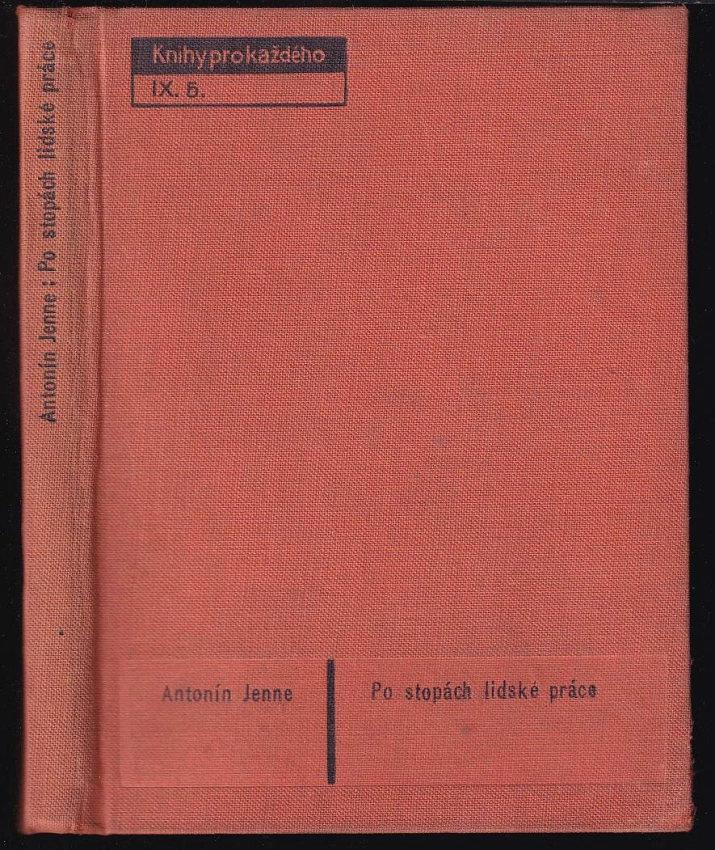 Knihy pro každého
IX. 5.
Antonín Jenne : Po stopách lidské práce
Antonín Jenne
Po stopách lidské práce